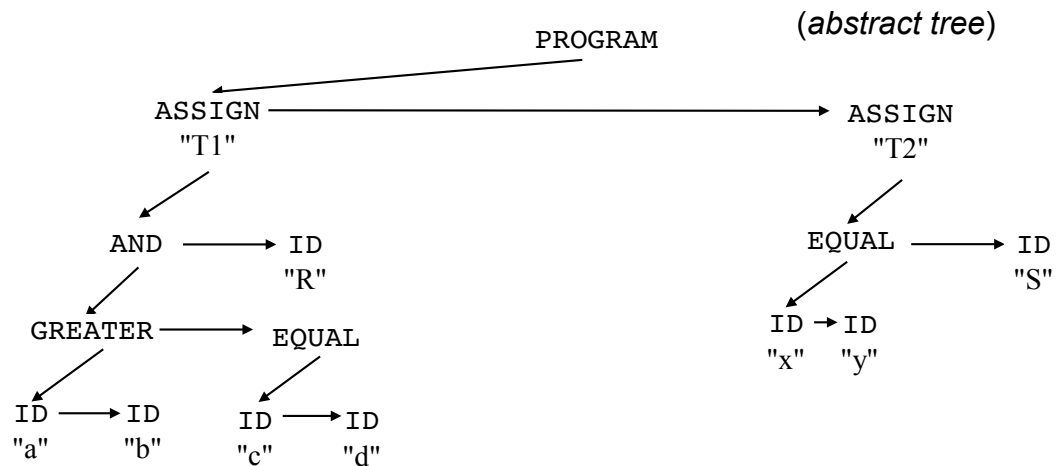 (abstract tree)
PROGRAM
ASSIGN ASSIGN
"T1" "T2"
AND ID EQUAL ID
"R" "S"
GREATER EQUAL ID ID
"x" "y"
ID ID ID ID
"a" "b" "c" "d"